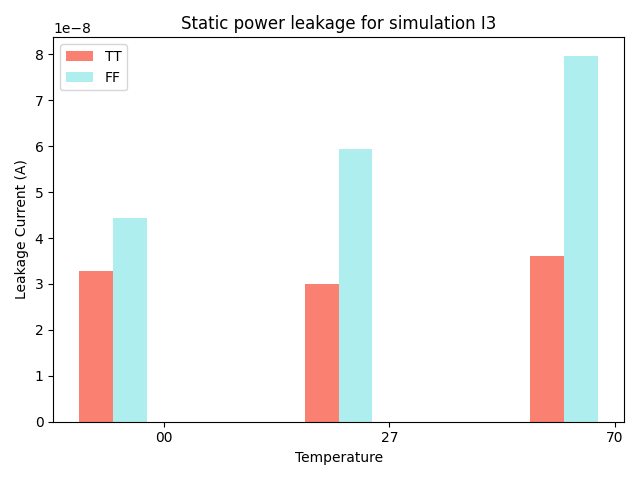 Static power leakage for simulation I3
1e−8
TT
FF
8
7
6
5
4
3
2
1
0
Leakage Current (A)
00
27
70
Temperature